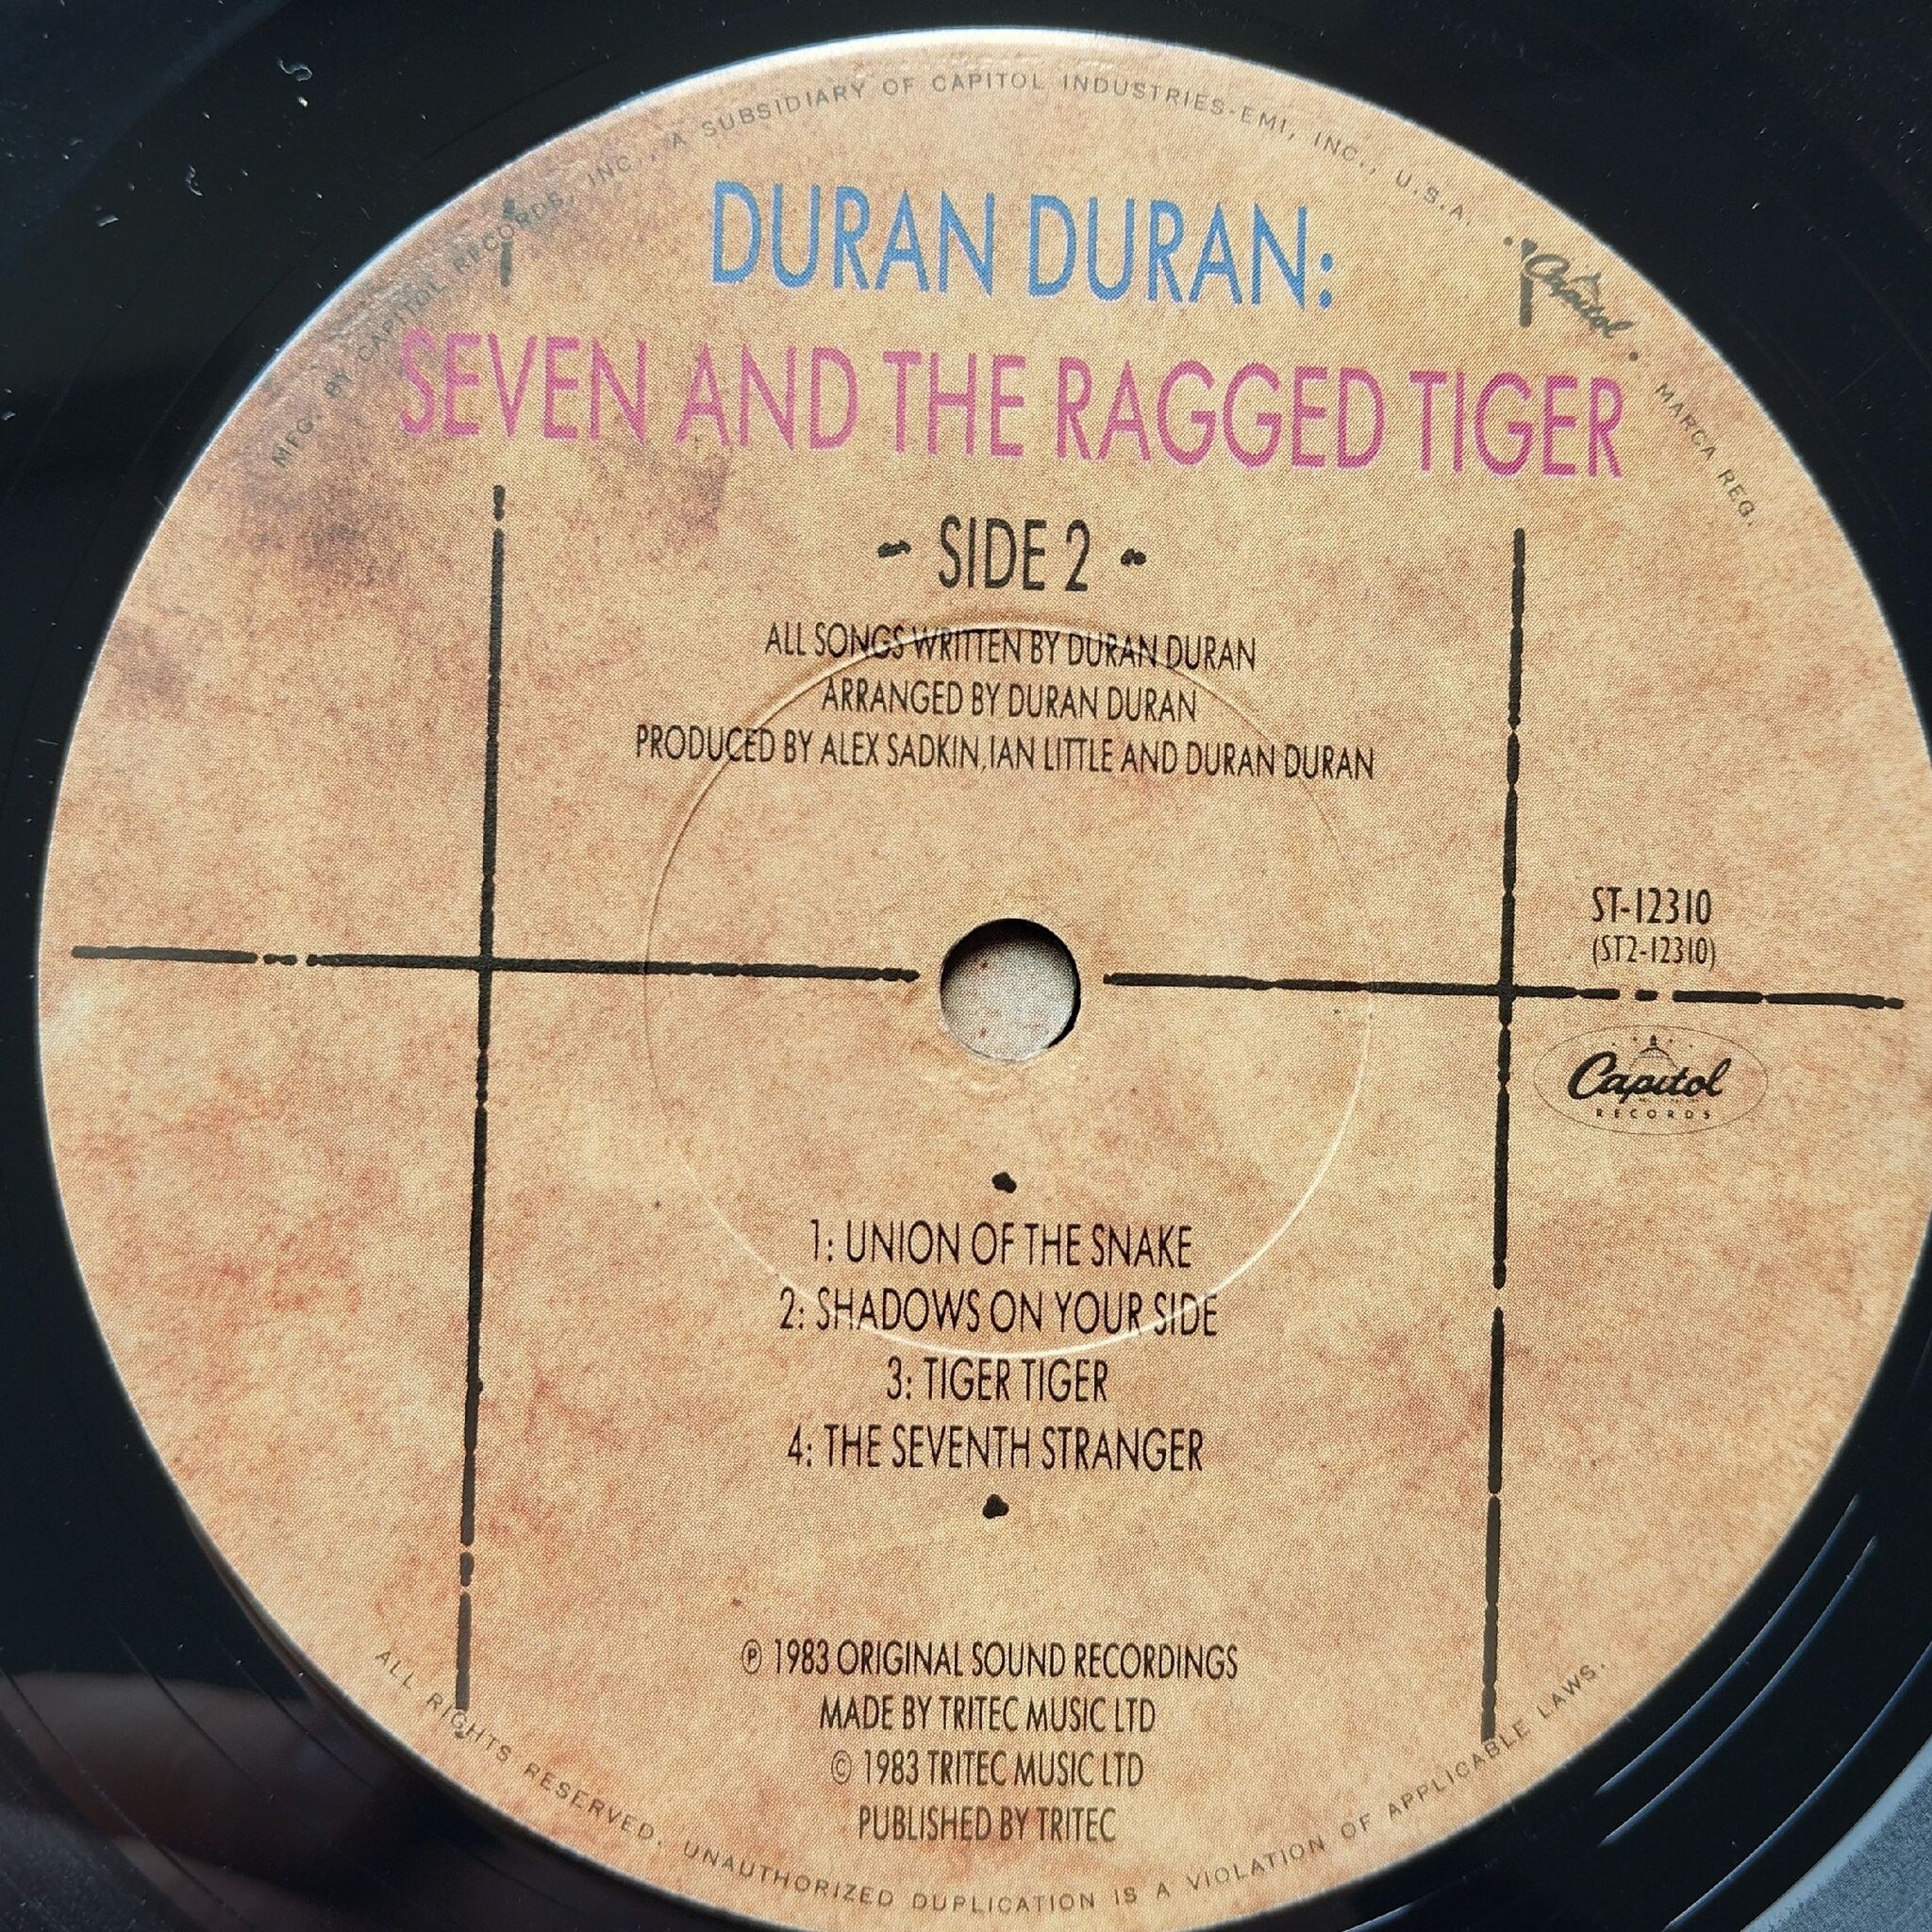 MFG. BY CAPITOL RECORDS, INC., A SUBSIDIARY OF CAPITOL INDUSTRIES-EMI, INC., U.S.A. • Capitol • MARCA REG.
DURAN DURAN:
SEVEN AND THE RAGGED TIGER
- SIDE 2 -
ALL SONGS WRITTEN BY DURAN DURAN
ARRANGED BY DURAN DURAN
PRODUCED BY ALEX SADKIN, IAN LITTLE AND DURAN DURAN
ST-12310
(ST2-12310)
Capitol
RECORDS
1: UNION OF THE SNAKE
2: SHADOWS ON YOUR SIDE
3: TIGER TIGER
4: THE SEVENTH STRANGER
℗ 1983 ORIGINAL SOUND RECORDINGS
MADE BY TRITEC MUSIC LTD
© 1983 TRITEC MUSIC LTD
PUBLISHED BY TRITEC
ALL RIGHTS RESERVED. UNAUTHORIZED DUPLICATION IS A VIOLATION OF APPLICABLE LAWS.